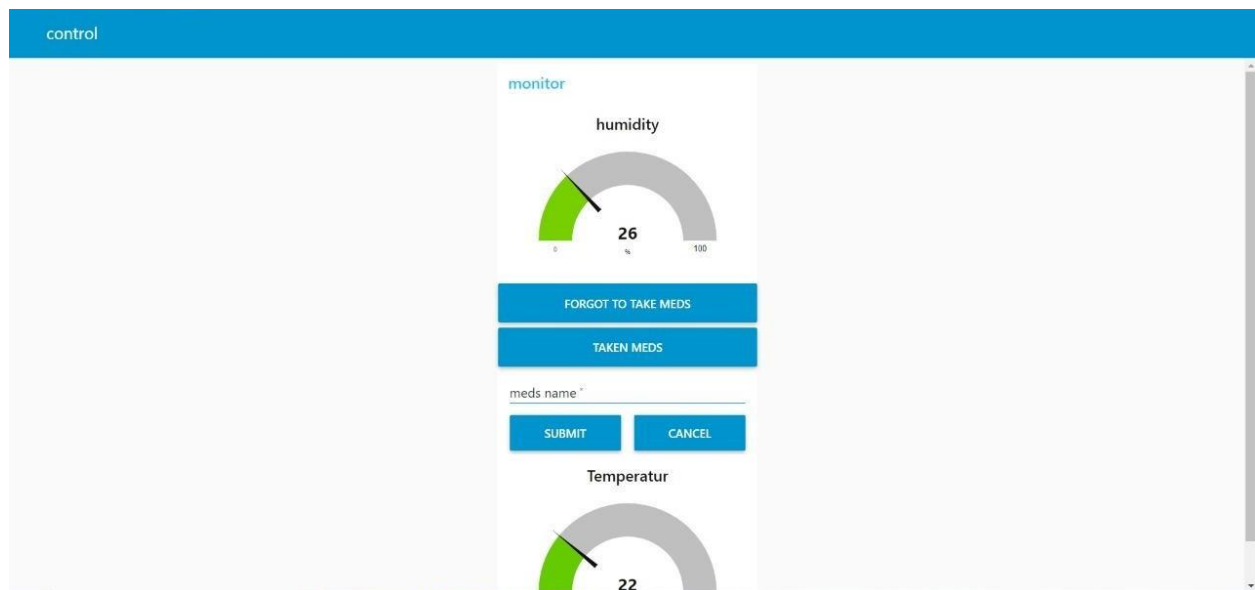 control
monitor
humidity
26
0 % 100
FORGOT TO TAKE MEDS
TAKEN MEDS
meds name *
SUBMIT CANCEL
Temperatur
22